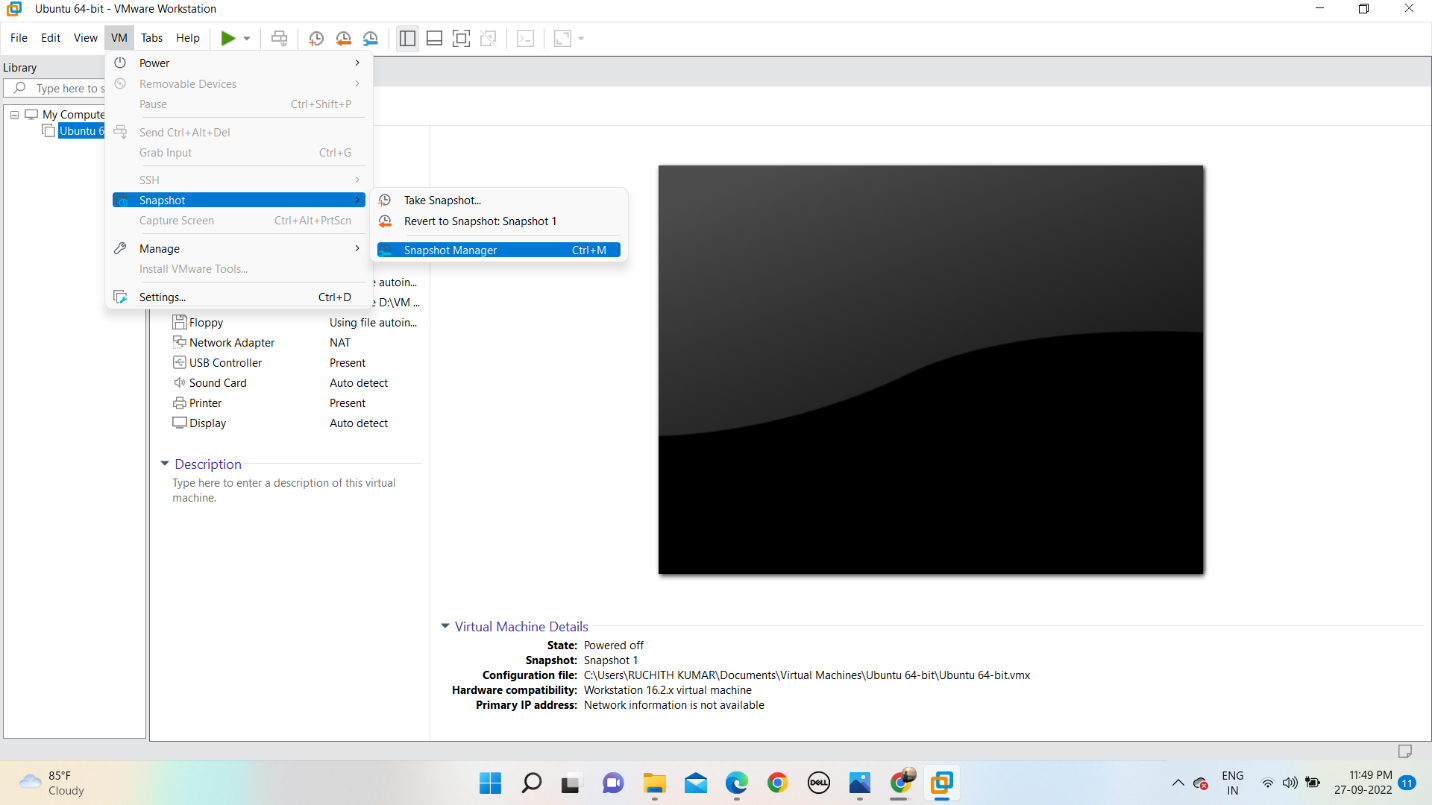 Ubuntu 64-bit - VMware Workstation
File Edit View VM Tabs Help
Library
Type here to s
My Compute
Ubuntu 6
Power
Removable Devices
Pause Ctrl+Shift+P
Send Ctrl+Alt+Del
Grab Input Ctrl+G
SSH
Snapshot
Capture Screen Ctrl+Alt+PrtScn
Manage
Install VMware Tools...
Settings... Ctrl+D
Take Snapshot...
Revert to Snapshot: Snapshot 1
Snapshot Manager Ctrl+M
e autoin...
e D:\VM ...
Floppy Using file autoin...
Network Adapter NAT
USB Controller Present
Sound Card Auto detect
Printer Present
Display Auto detect
Description
Type here to enter a description of this virtual
machine.
Virtual Machine Details
State: Powered off
Snapshot: Snapshot 1
Configuration file: C:\Users\RUCHITH KUMAR\Documents\Virtual Machines\Ubuntu 64-bit\Ubuntu 64-bit.vmx
Hardware compatibility: Workstation 16.2.x virtual machine
Primary IP address: Network information is not available
85°F
Cloudy
DELL
ENG
IN
11:49 PM
27-09-2022
11